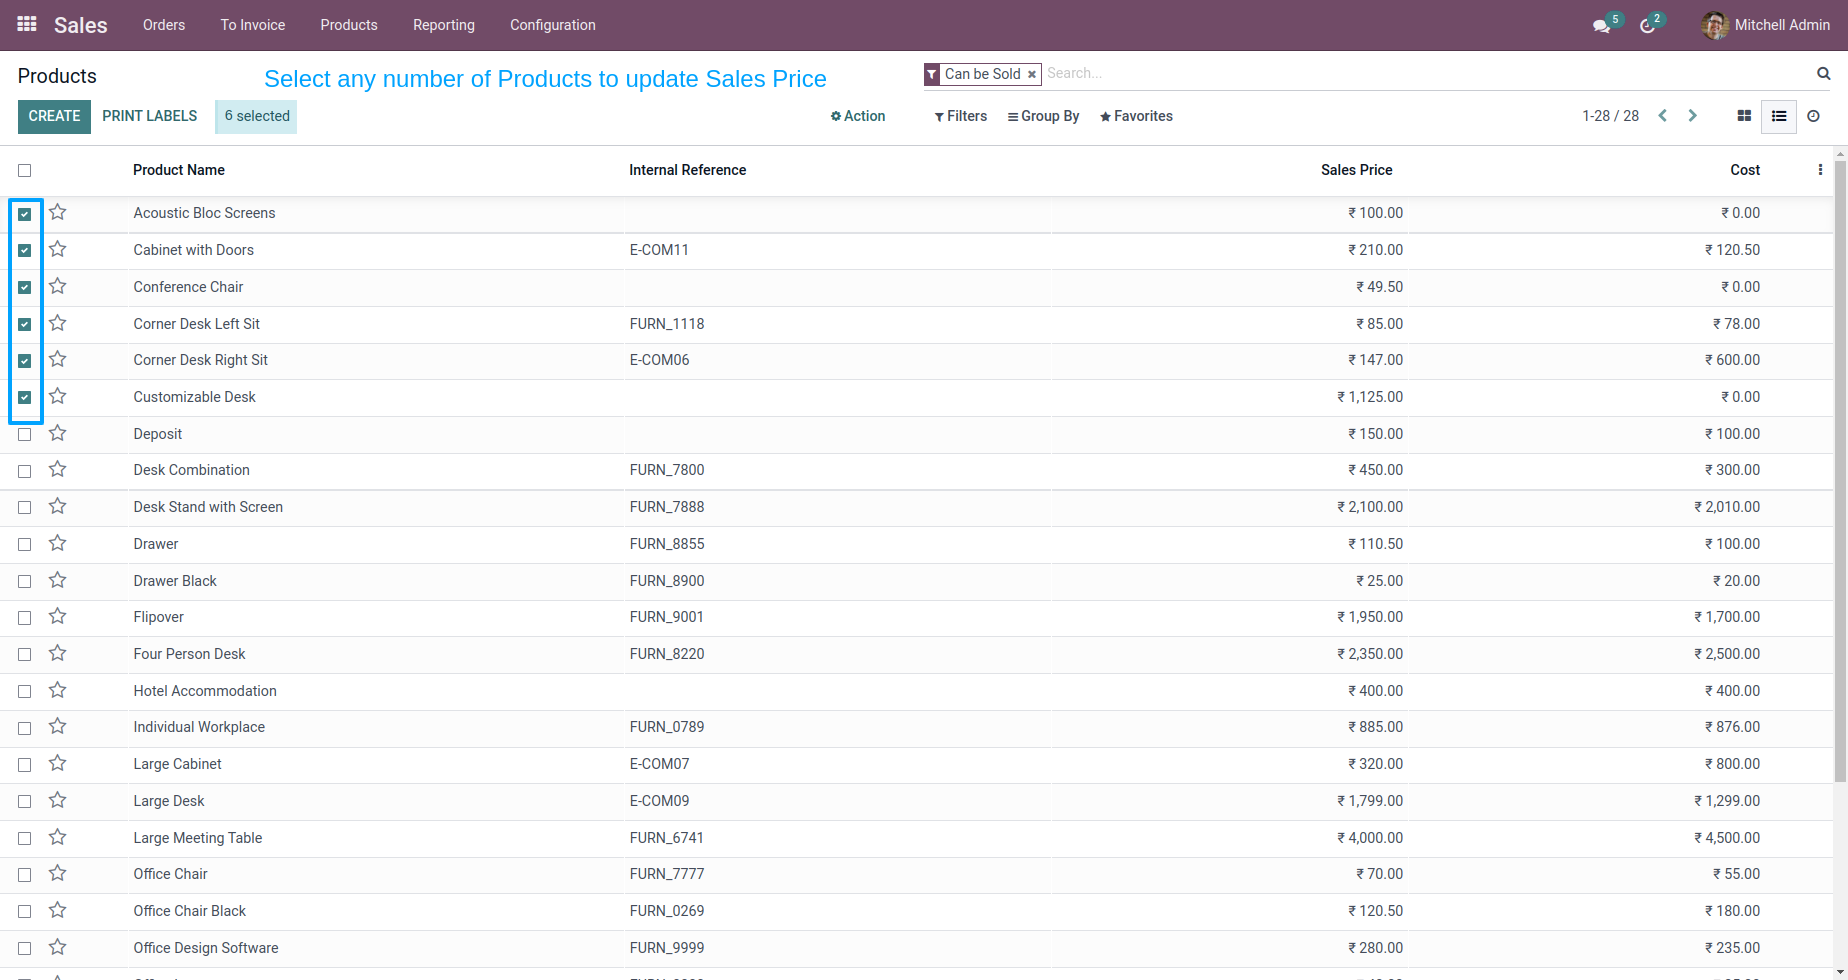 Sales Orders To Invoice Products Reporting Configuration 5 2 Mitchell Admin
Products Select any number of Products to update Sales Price Can be Sold Search...
CREATE PRINT LABELS 6 selected Action Filters Group By Favorites 1-28 / 28
Product Name Internal Reference Sales Price Cost
Acoustic Bloc Screens ₹ 100.00 ₹ 0.00
Cabinet with Doors E-COM11 ₹ 210.00 ₹ 120.50
Conference Chair ₹ 49.50 ₹ 0.00
Corner Desk Left Sit FURN_1118 ₹ 85.00 ₹ 78.00
Corner Desk Right Sit E-COM06 ₹ 147.00 ₹ 600.00
Customizable Desk ₹ 1,125.00 ₹ 0.00
Deposit ₹ 150.00 ₹ 100.00
Desk Combination FURN_7800 ₹ 450.00 ₹ 300.00
Desk Stand with Screen FURN_7888 ₹ 2,100.00 ₹ 2,010.00
Drawer FURN_8855 ₹ 110.50 ₹ 100.00
Drawer Black FURN_8900 ₹ 25.00 ₹ 20.00
Flipover FURN_9001 ₹ 1,950.00 ₹ 1,700.00
Four Person Desk FURN_8220 ₹ 2,350.00 ₹ 2,500.00
Hotel Accommodation ₹ 400.00 ₹ 400.00
Individual Workplace FURN_0789 ₹ 885.00 ₹ 876.00
Large Cabinet E-COM07 ₹ 320.00 ₹ 800.00
Large Desk E-COM09 ₹ 1,799.00 ₹ 1,299.00
Large Meeting Table FURN_6741 ₹ 4,000.00 ₹ 4,500.00
Office Chair FURN_7777 ₹ 70.00 ₹ 55.00
Office Chair Black FURN_0269 ₹ 120.50 ₹ 180.00
Office Design Software FURN_9999 ₹ 280.00 ₹ 235.00